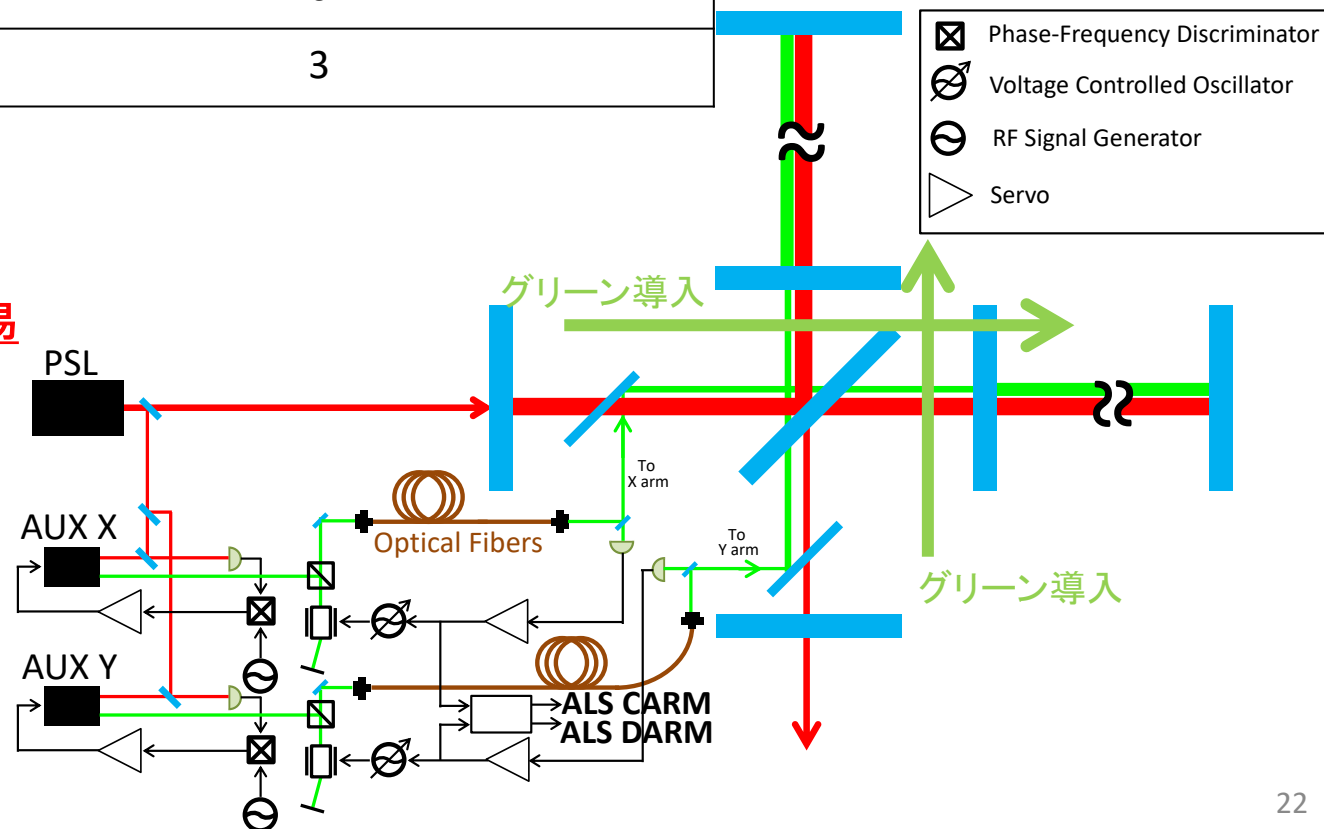 3
Phase-Frequency Discriminator
Voltage Controlled Oscillator
RF Signal Generator
Servo
グリーン導入
易
PSL
To
X arm
AUX X
Optical Fibers
To
Y arm
グリーン導入
AUX Y
ALS CARM
ALS DARM
22